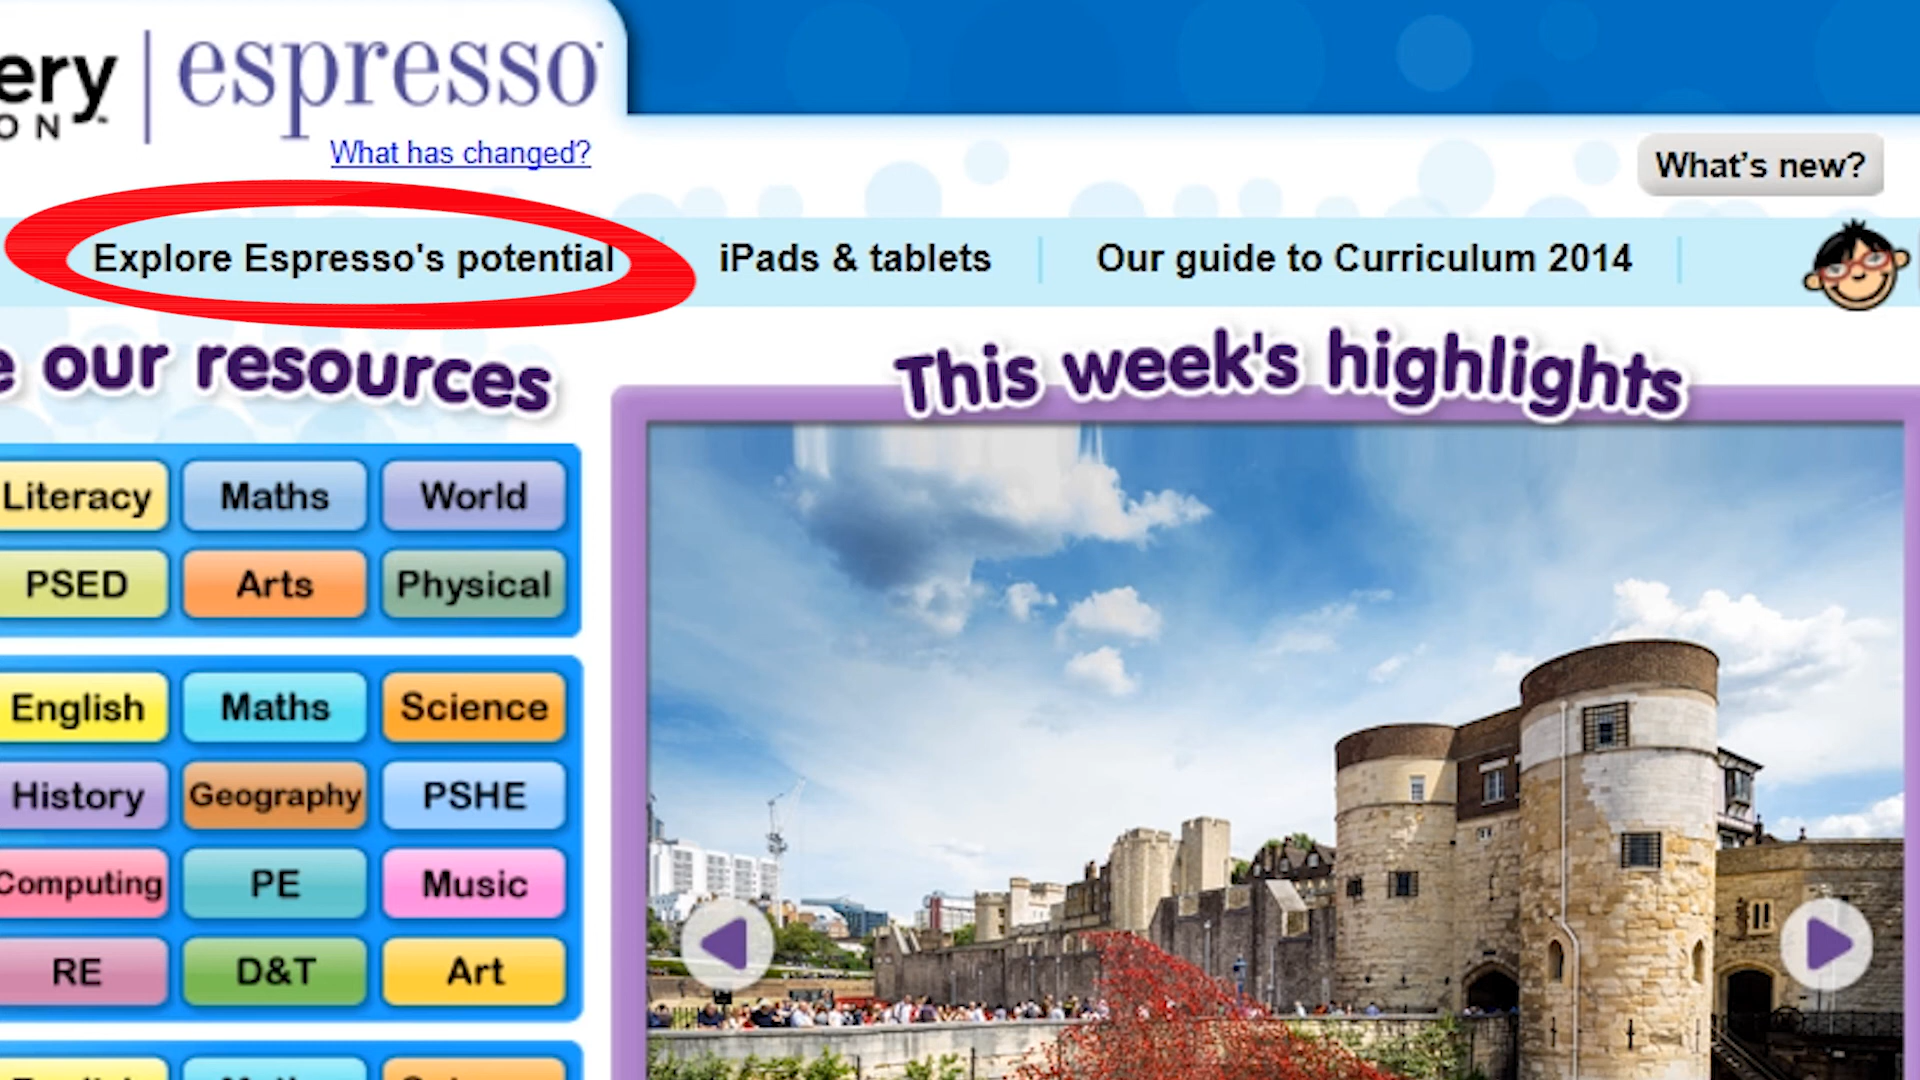 ery | espresso
ON™
What has changed?
What's new?
Explore Espresso's potential
iPads & tablets
Our guide to Curriculum 2014
e our resources
This week's highlights
Literacy Maths World
PSED Arts Physical
English Maths Science
History Geography PSHE
Computing PE Music
RE D&T Art